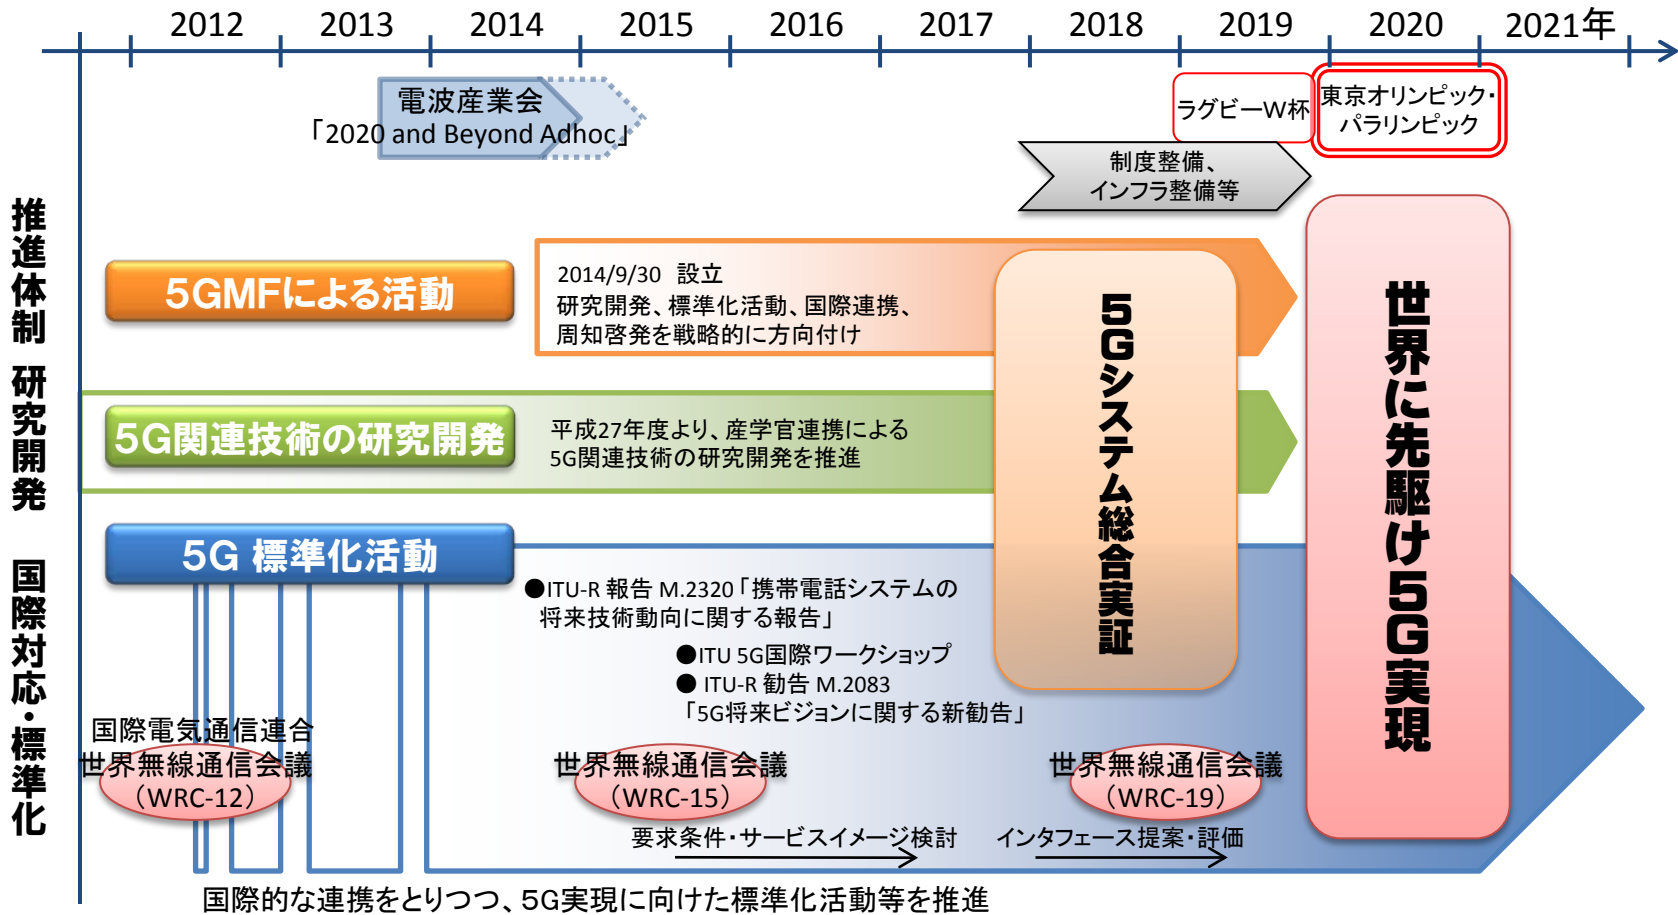 2012
2013
2014
2015
2016
2017
2018
2019
2020
2021年
電波産業会
「2020 and Beyond Adhoc」
ラグビーW杯
東京オリンピック・
パラリンピック
制度整備、
インフラ整備等
推進体制
研究開発
国際対応・標準化
5GMFによる活動
2014/9/30 設立
研究開発、標準化活動、国際連携、
周知啓発を戦略的に方向付け
5G関連技術の研究開発
平成27年度より、産学官連携による
5G関連技術の研究開発を推進
5G 標準化活動
●ITU-R 報告 M.2320 「携帯電話システムの
将来技術動向に関する報告」
●ITU 5G国際ワークショップ
● ITU-R 勧告 M.2083
「5G将来ビジョンに関する新勧告」
5Gシステム総合実証
世界に先駆け5G実現
国際電気通信連合
世界無線通信会議
（WRC-12）
世界無線通信会議
（WRC-15）
世界無線通信会議
（WRC-19）
要求条件・サービスイメージ検討
インタフェース提案・評価
国際的な連携をとりつつ、5G実現に向けた標準化活動等を推進